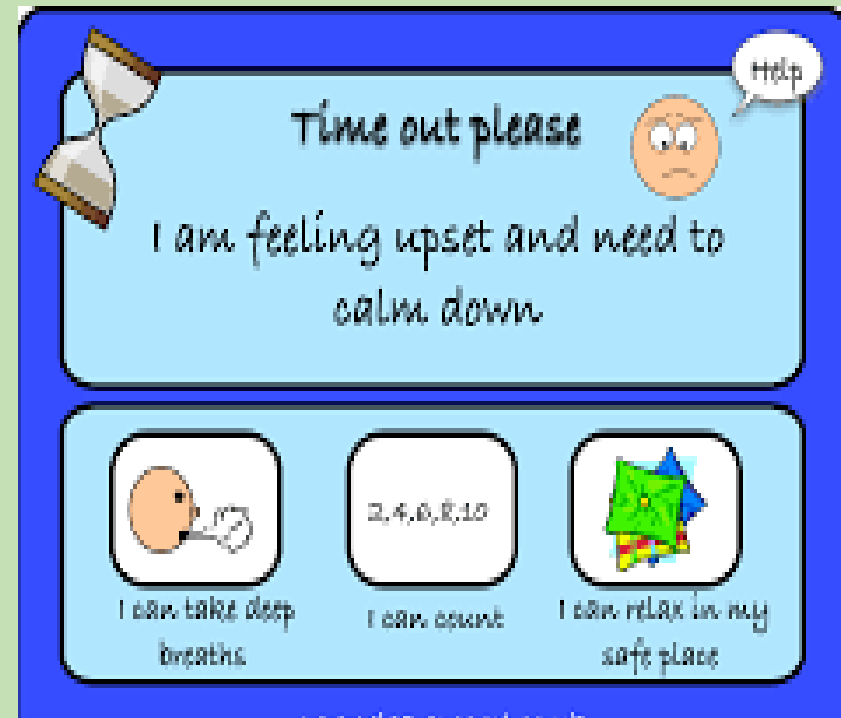 Help
Time out please
I am feeling upset and need to
calm down
2,4,6,8,10
I can take deep
breaths
I can count
I can relax in my
safe place